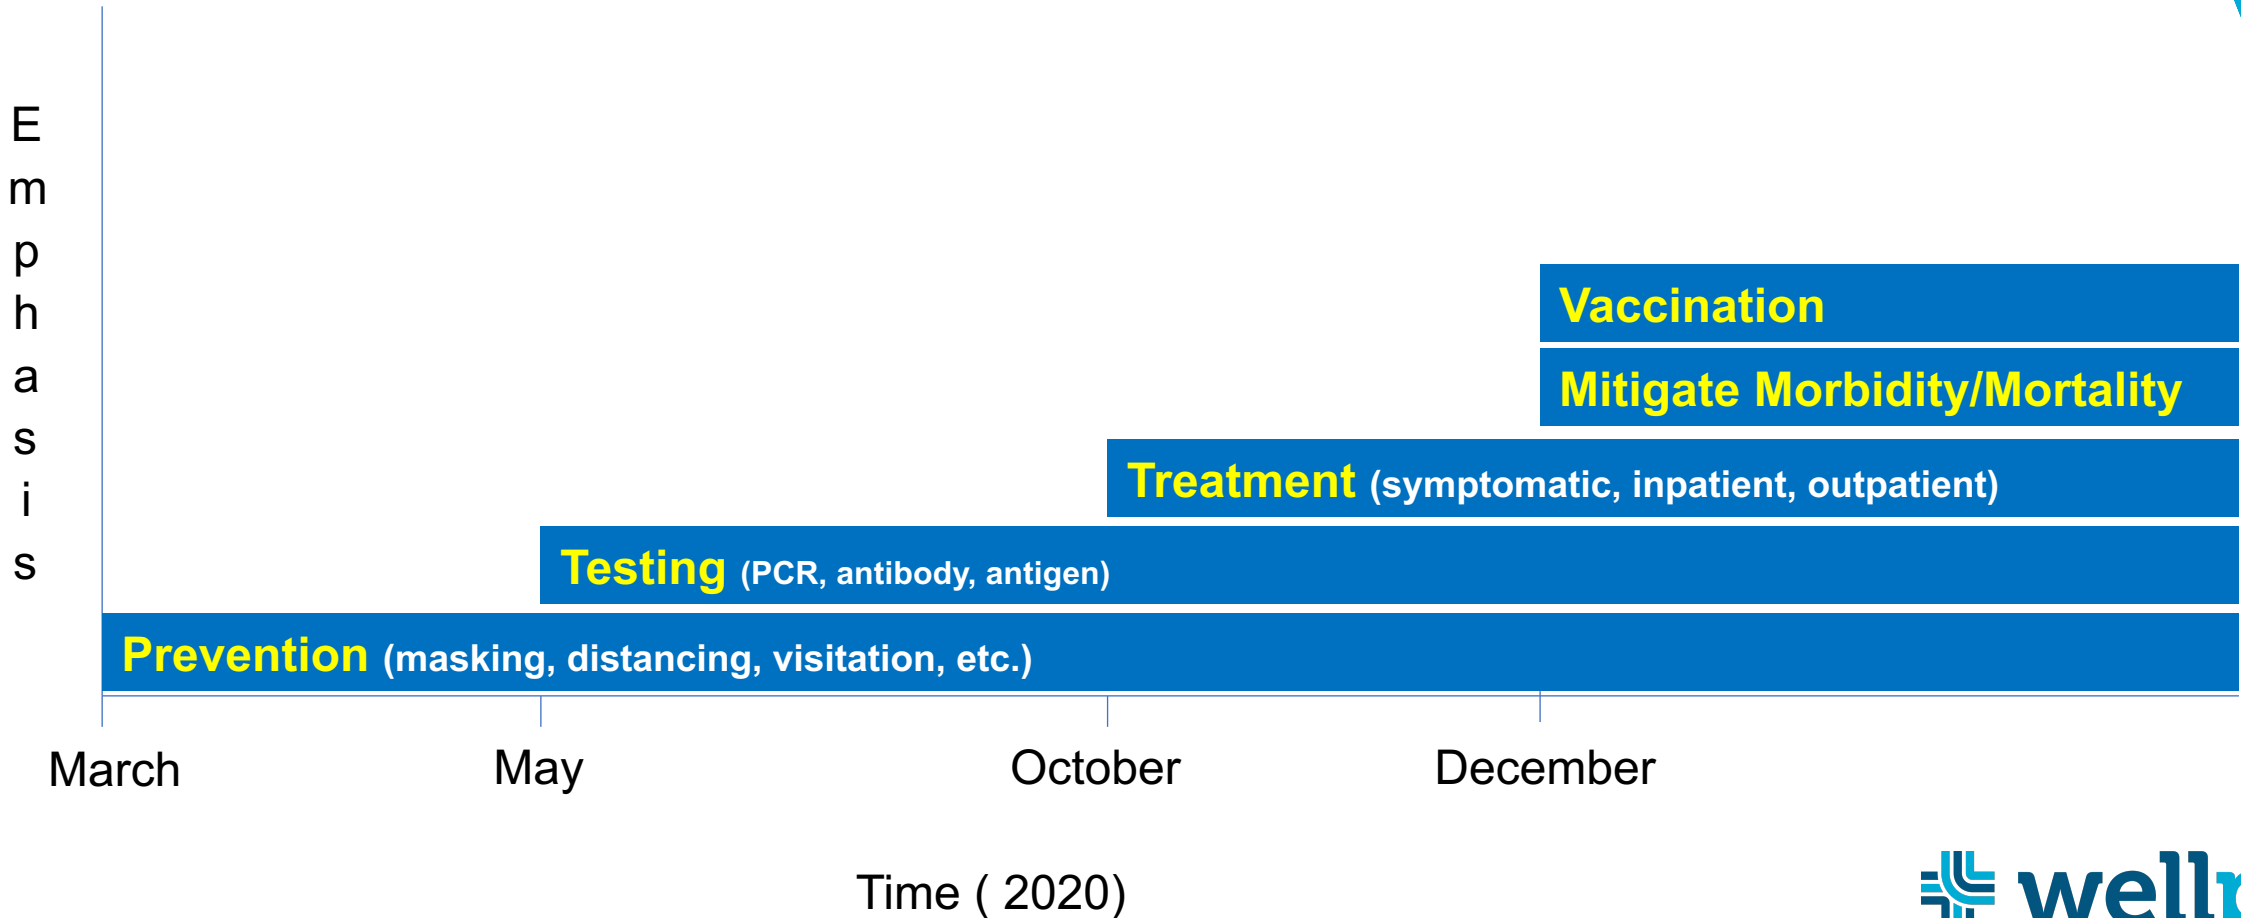 Emphasis
Vaccination
Mitigate Morbidity/Mortality
Treatment (symptomatic, inpatient, outpatient)
Testing (PCR, antibody, antigen)
Prevention (masking, distancing, visitation, etc.)
March May October December
Time ( 2020)